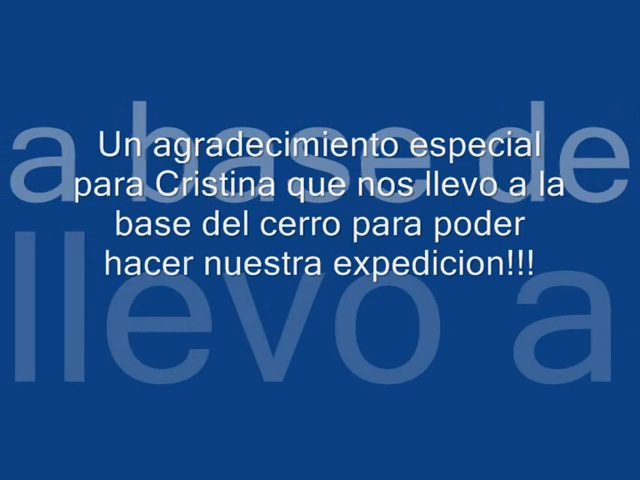 Un agradecimiento especial
para Cristina que nos llevo a la
base del cerro para poder
hacer nuestra expedicion!!!
a base de
llevo a